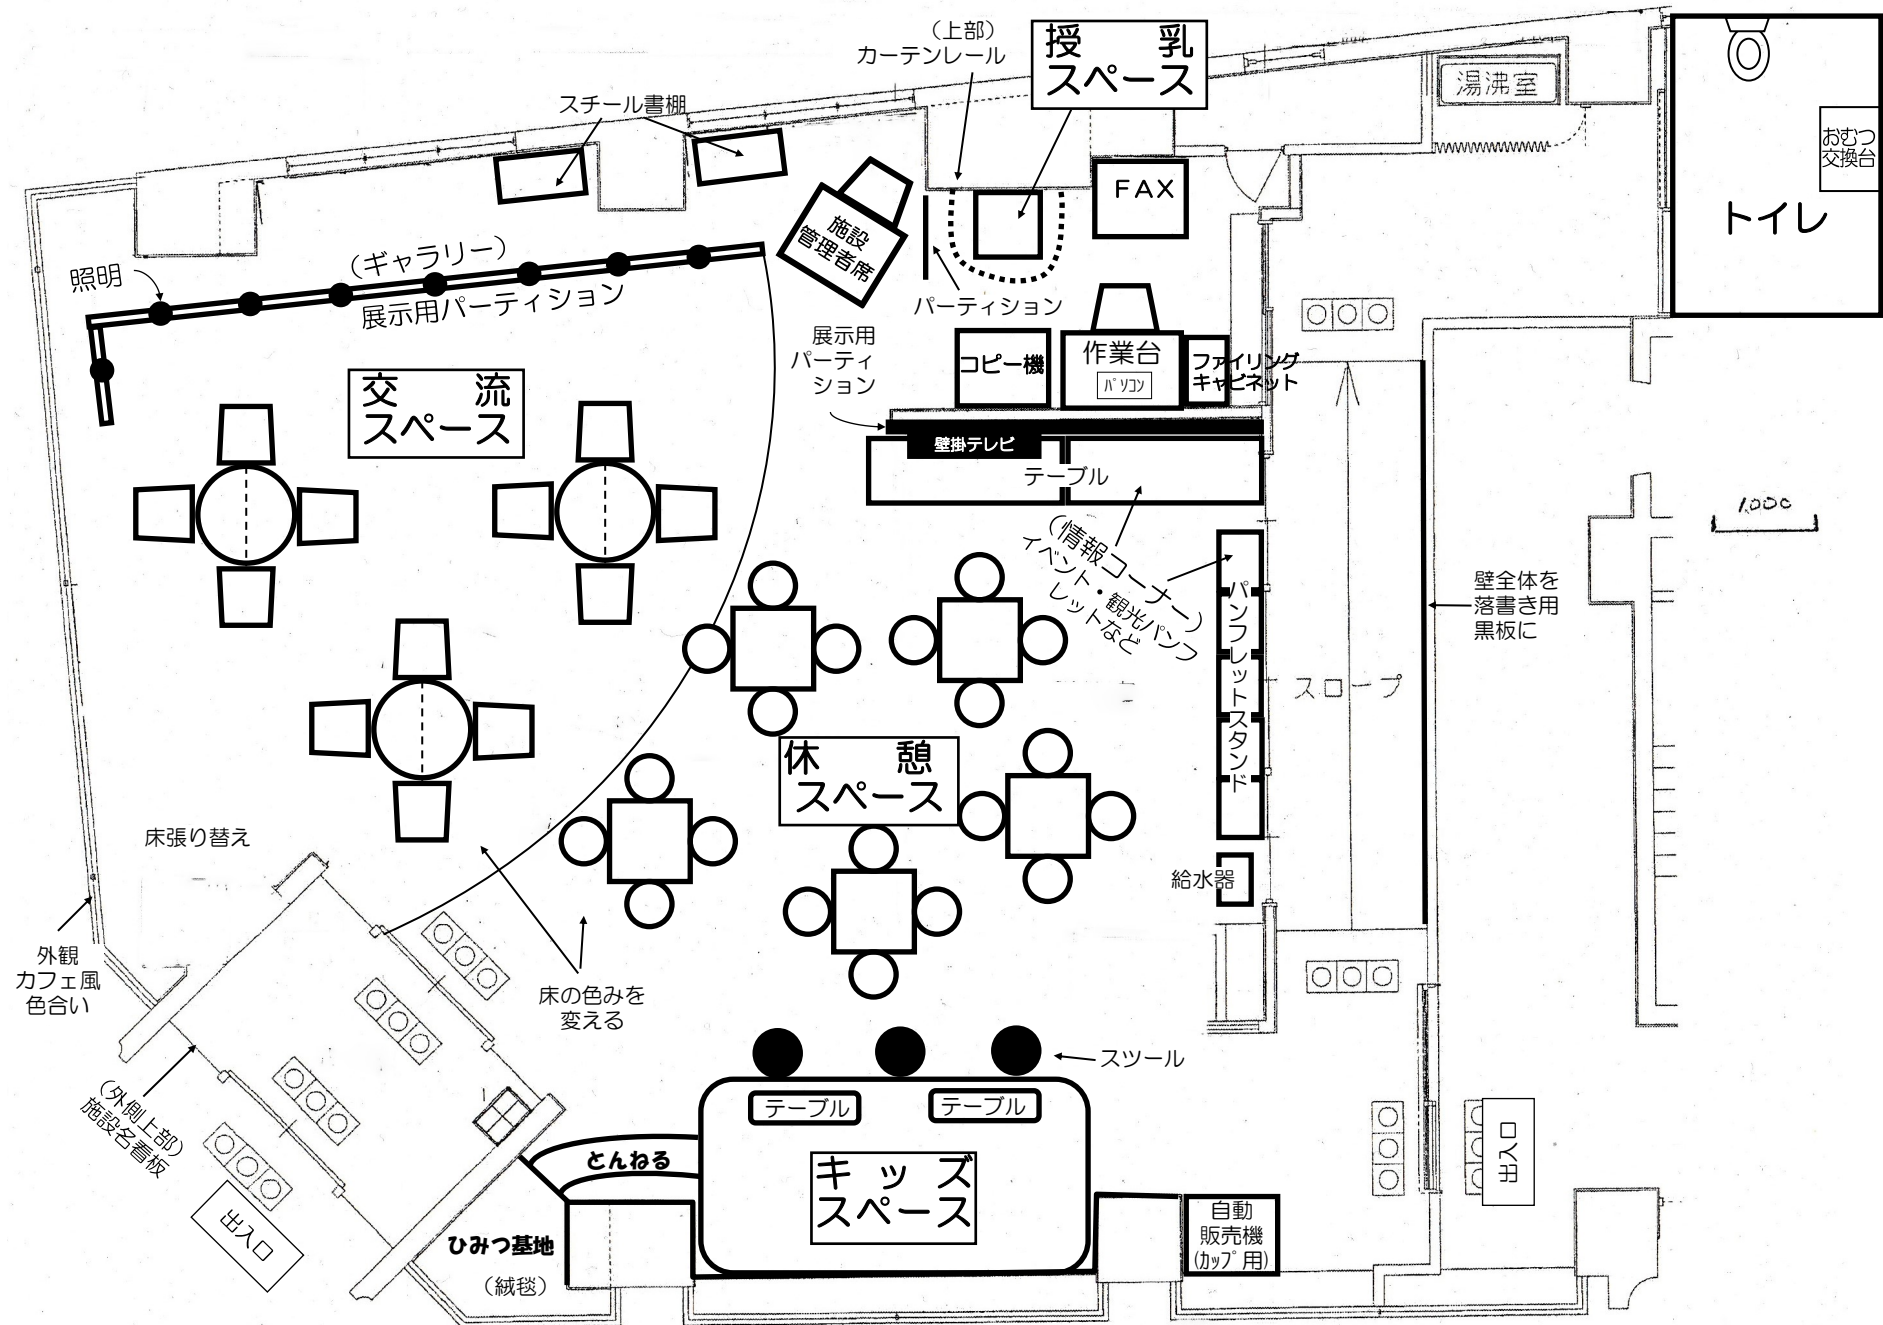 （上部）
カーテンレール
授　乳
スペース
湯沸室
おむつ
交換台
トイレ
スチール書棚
FAX
施設
管理者席
（ギャラリー）
照明
展示用パーティション
パーティション
展示用
パーティ
ション
コピー機
作業台
パソコン
ファイリング
キャビネット
交　流
スペース
壁掛テレビ
テーブル
（情報コーナー）
イベント・観光パンフ
レットなど
1,000
パンフレットスタンド
壁全体を
落書き用
黒板に
スロープ
休　憩
スペース
床張り替え
給水器
外観
カフェ風
色合い
床の色みを
変える
スツール
（外側上部）
施設名看板
テーブル
テーブル
とんねる
キッズ
スペース
出入口
出入口
ひみつ基地
（絨毯）
自動
販売機
(カップ用)